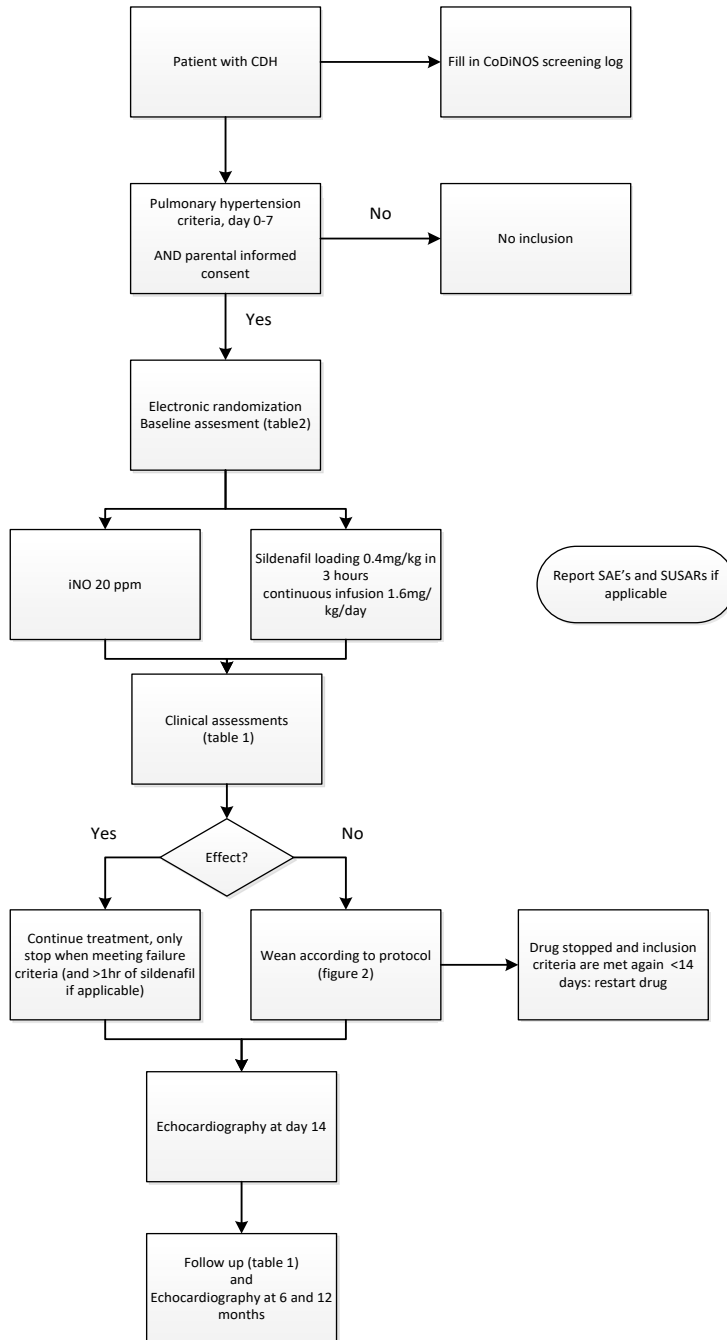 Patient with CDH
Fill in CoDiNOS screening log
Pulmonary hypertension
criteria, day 0-7
AND parental informed
consent
No
No inclusion
Yes
Electronic randomization
Baseline assesment (table2)
iNO 20 ppm
Sildenafil loading 0.4mg/kg in
3 hours
continuous infusion 1.6mg/
kg/day
Report SAE's and SUSARs if
applicable
Clinical assessments
(table 1)
Yes
Effect?
No
Continue treatment, only
stop when meeting failure
criteria (and >1hr of sildenafil
if applicable)
Wean according to protocol
(figure 2)
Drug stopped and inclusion
criteria are met again <14
days: restart drug
Echocardiography at day 14
Follow up (table 1)
and
Echocardiography at 6 and 12
months